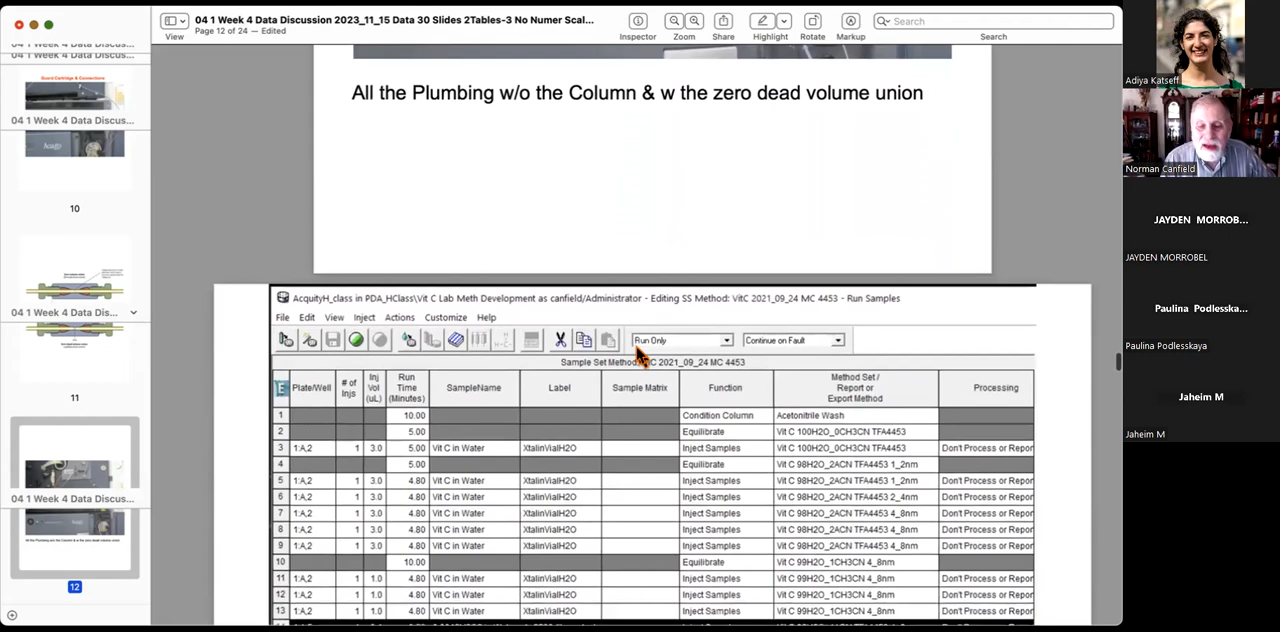 04 1 Week 4 Data Discussion 2023_11_15 Data 30 Slides 2Tables-3 No Numer Scal...
Page 12 of 24 — Edited
View
Inspector
Zoom
Share
Highlight
Rotate
Markup
Search
Search
Guard Cartridge & Connections
04 1 Week 4 Data Discus...
10
04 1 Week 4 Data Dis...
11
04 1 Week 4 Data Discus...
All the Plumbing w/o the Column & w the zero dead volume union
12
All the Plumbing w/o the Column & w the zero dead volume union
AcquityH_class in PDA_HClass\Vit C Lab Meth Development as canfield/Administrator - Editing SS Method: VitC 2021_09_24 MC 4453 - Run Samples
File Edit View Inject Actions Customize Help
Run Only Continue on Fault
Sample Set Method: 2021_09_24 MC 4453
Plate/Well # of Injs Inj Vol (uL) Run Time (Minutes) SampleName Label Sample Matrix Function Method Set / Report or Export Method Processing
1 10.00 Condition Column Acetonitrile Wash
2 5.00 Equilibrate Vit C 100H2O_0CH3CN TFA4453
3 1:A,2 1 3.0 5.00 Vit C in Water XtalinVialH2O Inject Samples Vit C 100H2O_0CH3CN TFA4453 Don't Process or Repor
4 5.00 Equilibrate Vit C 98H2O_2ACN TFA4453 1_2nm
5 1:A,2 1 3.0 4.80 Vit C in Water XtalinVialH2O Inject Samples Vit C 98H2O_2ACN TFA4453 1_2nm Don't Process or Repor
6 1:A,2 1 3.0 4.80 Vit C in Water XtalinVialH2O Inject Samples Vit C 98H2O_2ACN TFA4453 2_4nm Don't Process or Repor
7 1:A,2 1 3.0 4.80 Vit C in Water XtalinVialH2O Inject Samples Vit C 98H2O_2ACN TFA4453 4_8nm Don't Process or Repor
8 1:A,2 1 3.0 4.80 Vit C in Water XtalinVialH2O Inject Samples Vit C 98H2O_2ACN TFA4453 4_8nm Don't Process or Repor
9 1:A,2 1 3.0 4.80 Vit C in Water XtalinVialH2O Inject Samples Vit C 98H2O_2ACN TFA4453 4_8nm Don't Process or Repor
10 10.00 Equilibrate Vit C 99H2O_1CH3CN 4_8nm
11 1:A,2 1 1.0 4.80 Vit C in Water XtalinVialH2O Inject Samples Vit C 99H2O_1CH3CN 4_8nm Don't Process or Repor
12 1:A,2 1 1.0 4.80 Vit C in Water XtalinVialH2O Inject Samples Vit C 99H2O_1CH3CN 4_8nm Don't Process or Repor
13 1:A,2 1 1.0 4.80 Vit C in Water XtalinVialH2O Inject Samples Vit C 99H2O_1CH3CN 4_8nm Don't Process or Repor
Adiya Katseff
Norman Canfield
JAYDEN MORROB...
JAYDEN MORROBEL
Paulina Podlesska...
Paulina Podlesskaya
Jaheim M
Jaheim M